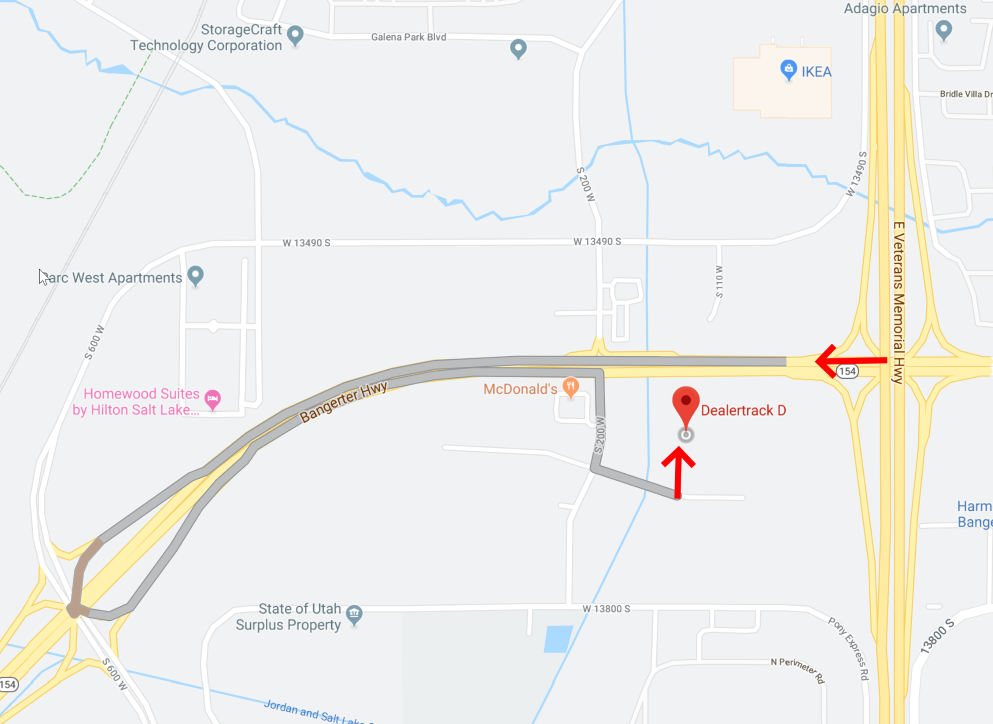 Adagio Apartments
StorageCraft
Technology Corporation
Galena Park Blvd
IKEA
Bridle Villa Dr
W 13490 S
S 200 W
E Veterans Memorial Hwy
W 13490 S
W 13490 S
arc West Apartments
S 110 W
S 600 W
154
Homewood Suites
by Hilton Salt Lake...
Bangerter Hwy
McDonald's
Dealertrack D
S 200 W
Harm
Bange
State of Utah
Surplus Property
W 13800 S
Pony Express Rd
13800 S
N Perimeter Rd
S 600 W
154
Jordan and Salt Lake